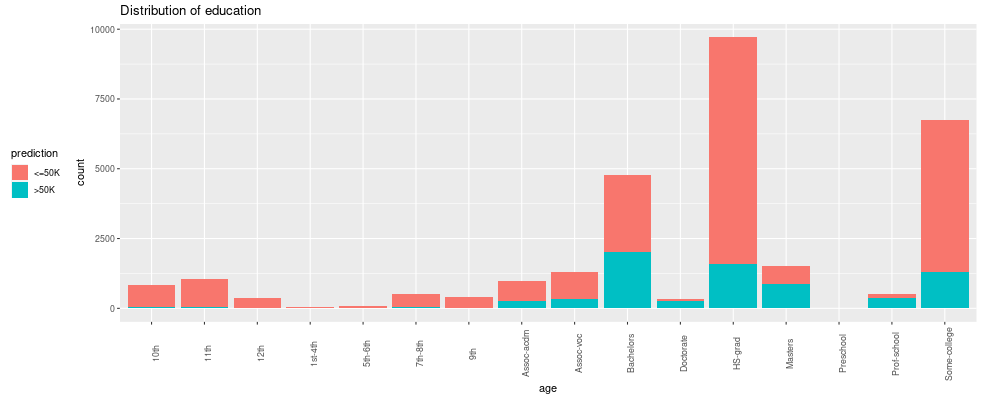 Distribution of education
prediction
<=50K
>50K
count
10000
7500
5000
2500
0
10th
11th
12th
1st-4th
5th-6th
7th-8th
9th
Assoc-acdm
Assoc-voc
Bachelors
Doctorate
HS-grad
Masters
Preschool
Prof-school
Some-college
age